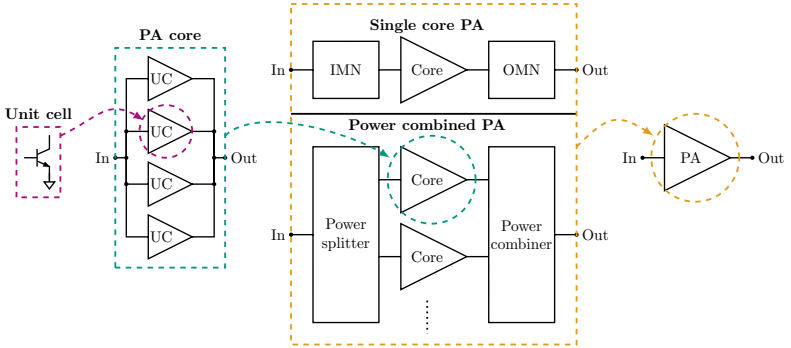 Unit cell
PA core
UC
UC
UC
UC
In
Out
Single core PA
In
IMN
Core
OMN
Out
Power combined PA
In
Power
splitter
Core
Core
Power
combiner
Out
In
PA
Out